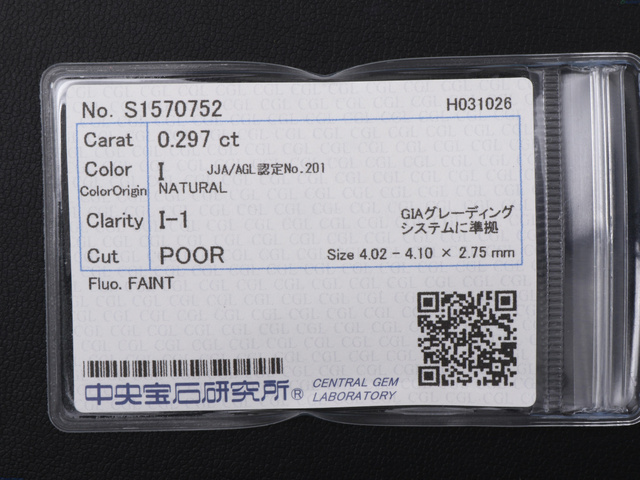 No. S1570752 H031026
Carat 0.297 ct
Color I JJA/AGL認定No.201
ColorOrigin NATURAL
Clarity I-1 GIAグレーディング
システムに準拠
Cut POOR Size 4.02 - 4.10 × 2.75 mm
Fluo. FAINT
中央宝石研究所® CENTRAL GEM
LABORATORY